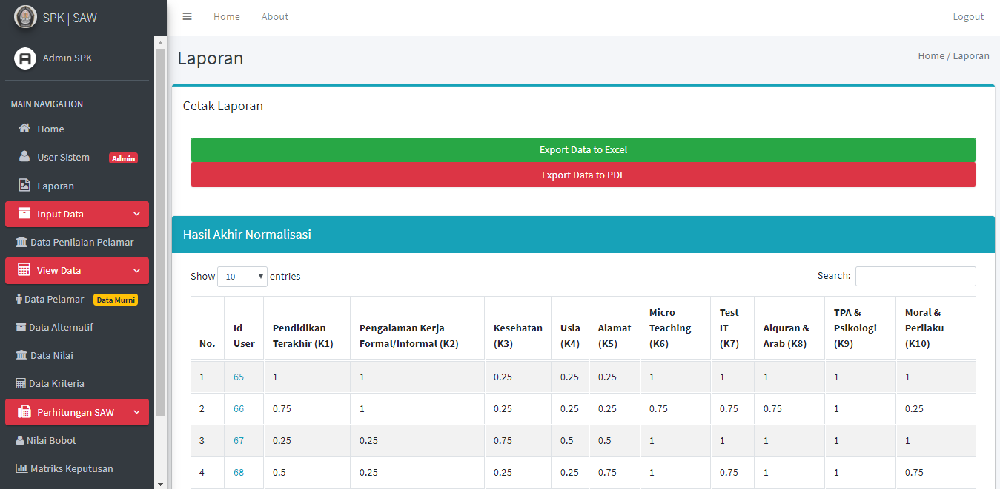 SPK | SAW
Home
About
Logout
Admin SPK
MAIN NAVIGATION
Home
User Sistem
Admin
Laporan
Input Data
Data Penilaian Pelamar
View Data
Data Pelamar
Data Murni
Data Alternatif
Data Nilai
Data Kriteria
Perhitungan SAW
Nilai Bobot
Matriks Keputusan
Laporan
Home / Laporan
Cetak Laporan
Export Data to Excel
Export Data to PDF
Hasil Akhir Normalisasi
Show 10 entries
Search:
No.
Id
User
Pendidikan
Terakhir (K1)
Pengalaman Kerja
Formal/Informal (K2)
Kesehatan
(K3)
Usia
(K4)
Alamat
(K5)
Micro
Teaching
(K6)
Test
IT
(K7)
Alquran &
Arab (K8)
TPA &
Psikologi
(K9)
Moral &
Perilaku
(K10)
1 65 1 1 0.25 0.25 0.25 1 1 1 1 1
2 66 0.75 1 0.25 0.25 0.25 0.75 0.75 0.75 1 0.25
3 67 0.25 0.25 0.75 0.5 0.5 1 1 1 1 1
4 68 0.5 0.25 0.25 0.25 0.75 1 0.75 1 1 0.75